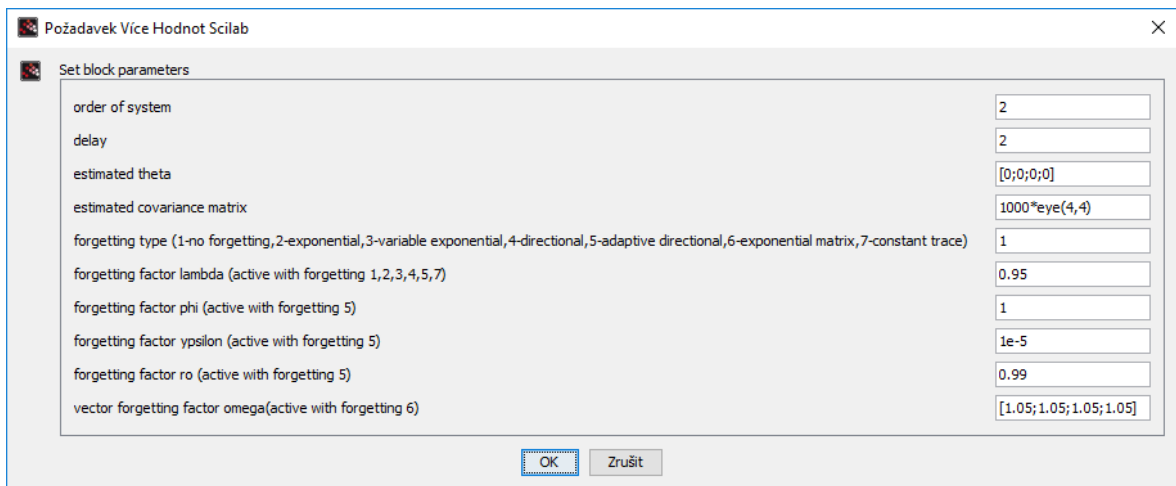 Požadavek Více Hodnot Scilab
Set block parameters
order of system 2
delay 2
estimated theta [0;0;0;0]
estimated covariance matrix 1000*eye(4,4)
forgetting type (1-no forgetting,2-exponential,3-variable exponential,4-directional,5-adaptive directional,6-exponential matrix,7-constant trace) 1
forgetting factor lambda (active with forgetting 1,2,3,4,5,7) 0.95
forgetting factor phi (active with forgetting 5) 1
forgetting factor ypsilon (active with forgetting 5) 1e-5
forgetting factor ro (active with forgetting 5) 0.99
vector forgetting factor omega(active with forgetting 6) [1.05;1.05;1.05;1.05]
OK Zrušit